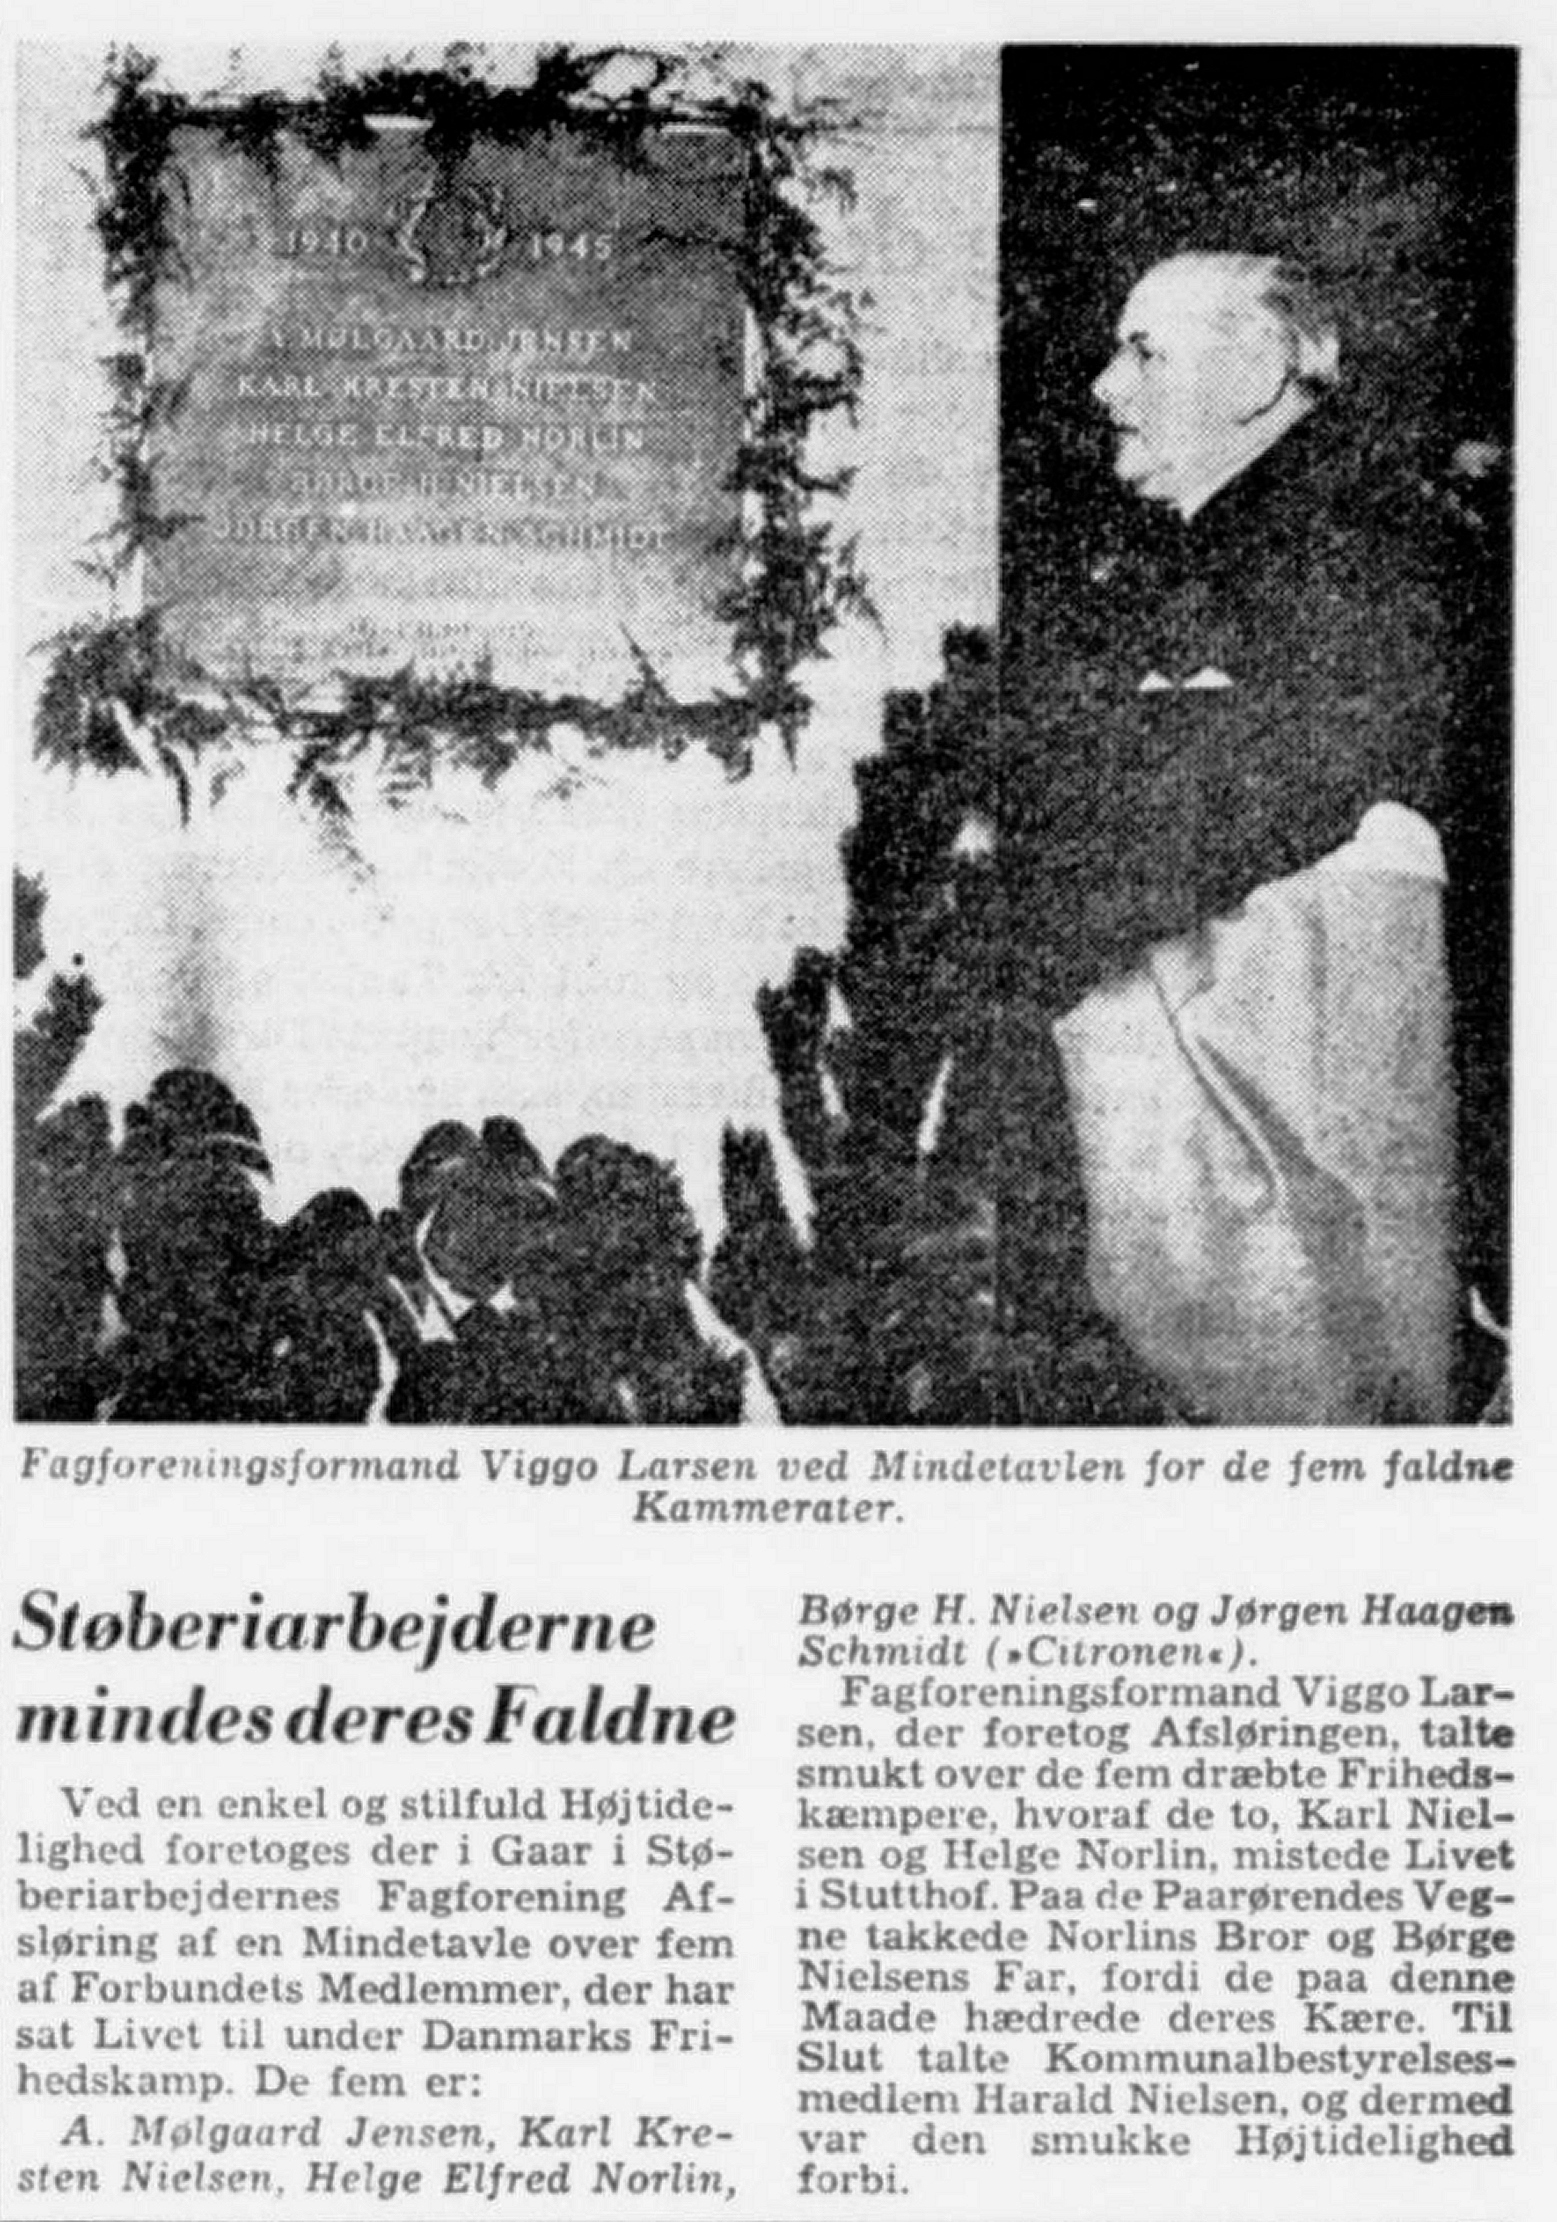 1940 1945
A MØLGAARD JENSEN
KARL KRESTEN NIELSEN
HELGE ELFRED NORLIN
BØRGE H. NIELSEN
JØRGEN HAAGEN SCHMIDT
Fagforeningsformand Viggo Larsen ved Mindetavlen for de fem faldne
Kammerater.
Støberiarbejderne
mindes deres Faldne
Ved en enkel og stilfuld Højtide-
lighed foretoges der i Gaar i Stø-
beriarbejdernes Fagforening Af-
sløring af en Mindetavle over fem
af Forbundets Medlemmer, der har
sat Livet til under Danmarks Fri-
hedskamp. De fem er:
A. Mølgaard Jensen, Karl Kre-
sten Nielsen, Helge Elfred Norlin,
Børge H. Nielsen og Jørgen Haagen
Schmidt (»Citronen«).
Fagforeningsformand Viggo Lar-
sen, der foretog Afsløringen, talte
smukt over de fem dræbte Friheds-
kæmpere, hvoraf de to, Karl Niel-
sen og Helge Norlin, mistede Livet
i Stutthof. Paa de Paarørendes Veg-
ne takkede Norlins Bror og Børge
Nielsens Far, fordi de paa denne
Maade hædrede deres Kære. Til
Slut talte Kommunalbestyrelses-
medlem Harald Nielsen, og dermed
var den smukke Højtidelighed
forbi.